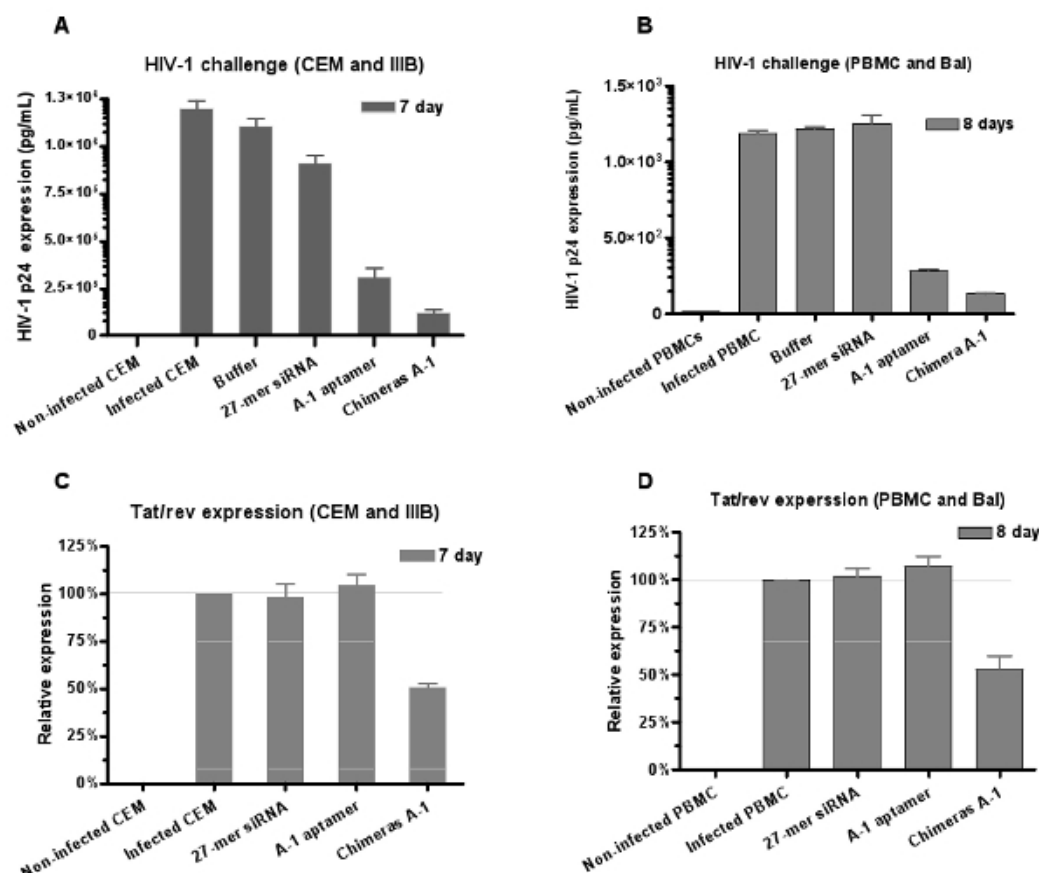 A
HIV-1 challenge (CEM and IIIB)
7 day
HIV-1 p24 expression (pg/mL)
1.3×10⁶
1.0×10⁶
7.5×10⁵
5.0×10⁵
2.5×10⁵
0
Non-infected CEM
Infected CEM
Buffer
27-mer siRNA
A-1 aptamer
Chimeras A-1
B
HIV-1 challenge (PBMC and Bal)
8 days
HIV-1 p24 expression (pg/mL)
1.5×10³
1.0×10³
5.0×10²
0
Non-infected PBMCs
Infected PBMC
Buffer
27-mer siRNA
A-1 aptamer
Chimera A-1
C
Tat/rev expression (CEM and IIIB)
7 day
Relative expression
125%
100%
75%
50%
25%
0%
Non-infected CEM
Infected CEM
27-mer siRNA
A-1 aptamer
Chimeras A-1
D
Tat/rev experssion (PBMC and Bal)
8 day
Relative expression
125%
100%
75%
50%
25%
0%
Non-infected PBMC
Infected PBMC
27-mer siRNA
A-1 aptamer
Chimeras A-1